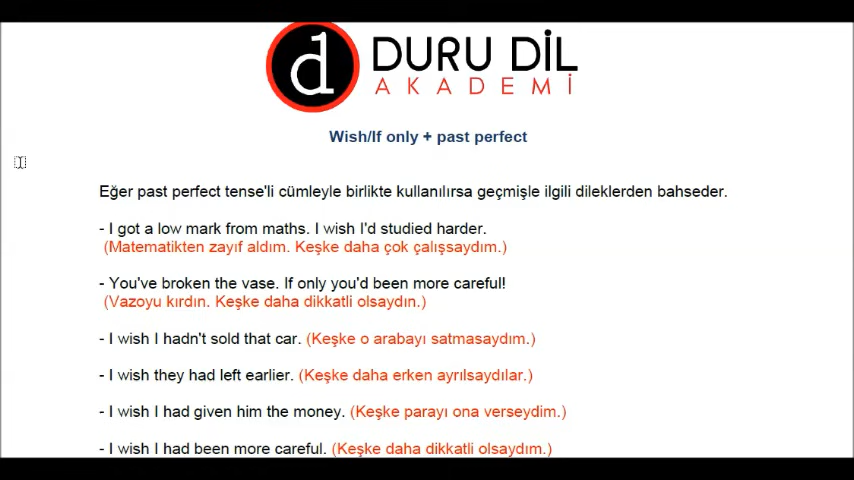 d DURU DİL
AKADEMİ
Wish/If only + past perfect
Eğer past perfect tense'li cümleyle birlikte kullanılırsa geçmişle ilgili dileklerden bahseder.
- I got a low mark from maths. I wish I'd studied harder.
(Matematikten zayıf aldım. Keşke daha çok çalışsaydım.)
- You've broken the vase. If only you'd been more careful!
(Vazoyu kırdın. Keşke daha dikkatli olsaydın.)
- I wish I hadn't sold that car. (Keşke o arabayı satmasaydım.)
- I wish they had left earlier. (Keşke daha erken ayrılsaydılar.)
- I wish I had given him the money. (Keşke parayı ona verseydim.)
- I wish I had been more careful. (Keşke daha dikkatli olsaydım.)